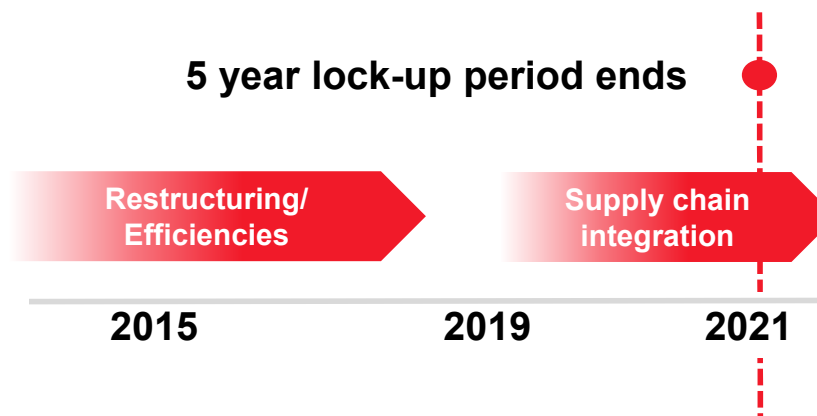 5 year lock-up period ends
Restructuring/
Efficiencies
Supply chain
integration
2015
2019
2021